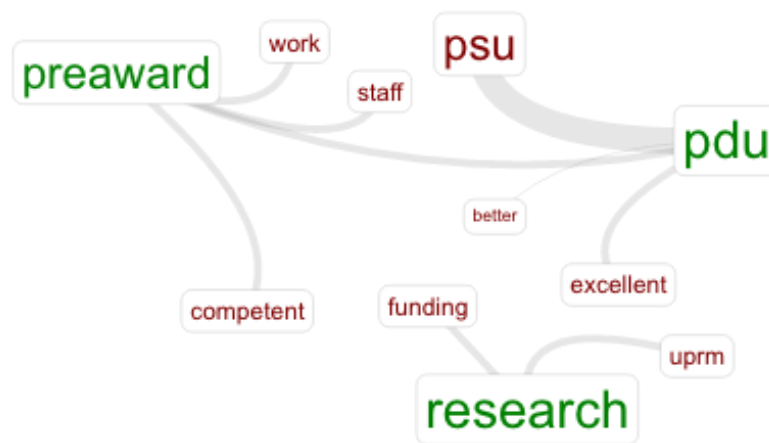 work
psu
preaward
staff
pdu
better
excellent
competent
funding
uprm
research